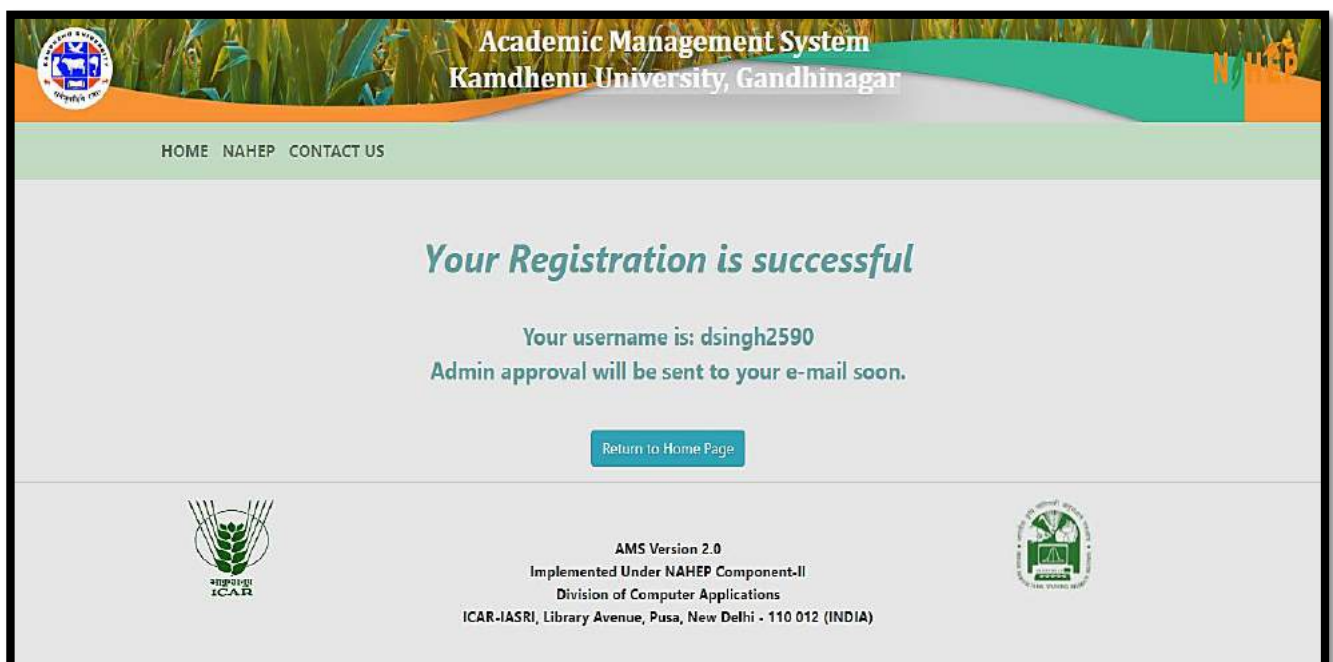 Academic Management System
Kamdhenu University, Gandhinagar
NAHEP
HOME NAHEP CONTACT US
Your Registration is successful
Your username is: dsingh2590
Admin approval will be sent to your e-mail soon.
Return to Home Page
ICAR
AMS Version 2.0
Implemented Under NAHEP Component-II
Division of Computer Applications
ICAR-IASRI, Library Avenue, Pusa, New Delhi - 110 012 (INDIA)